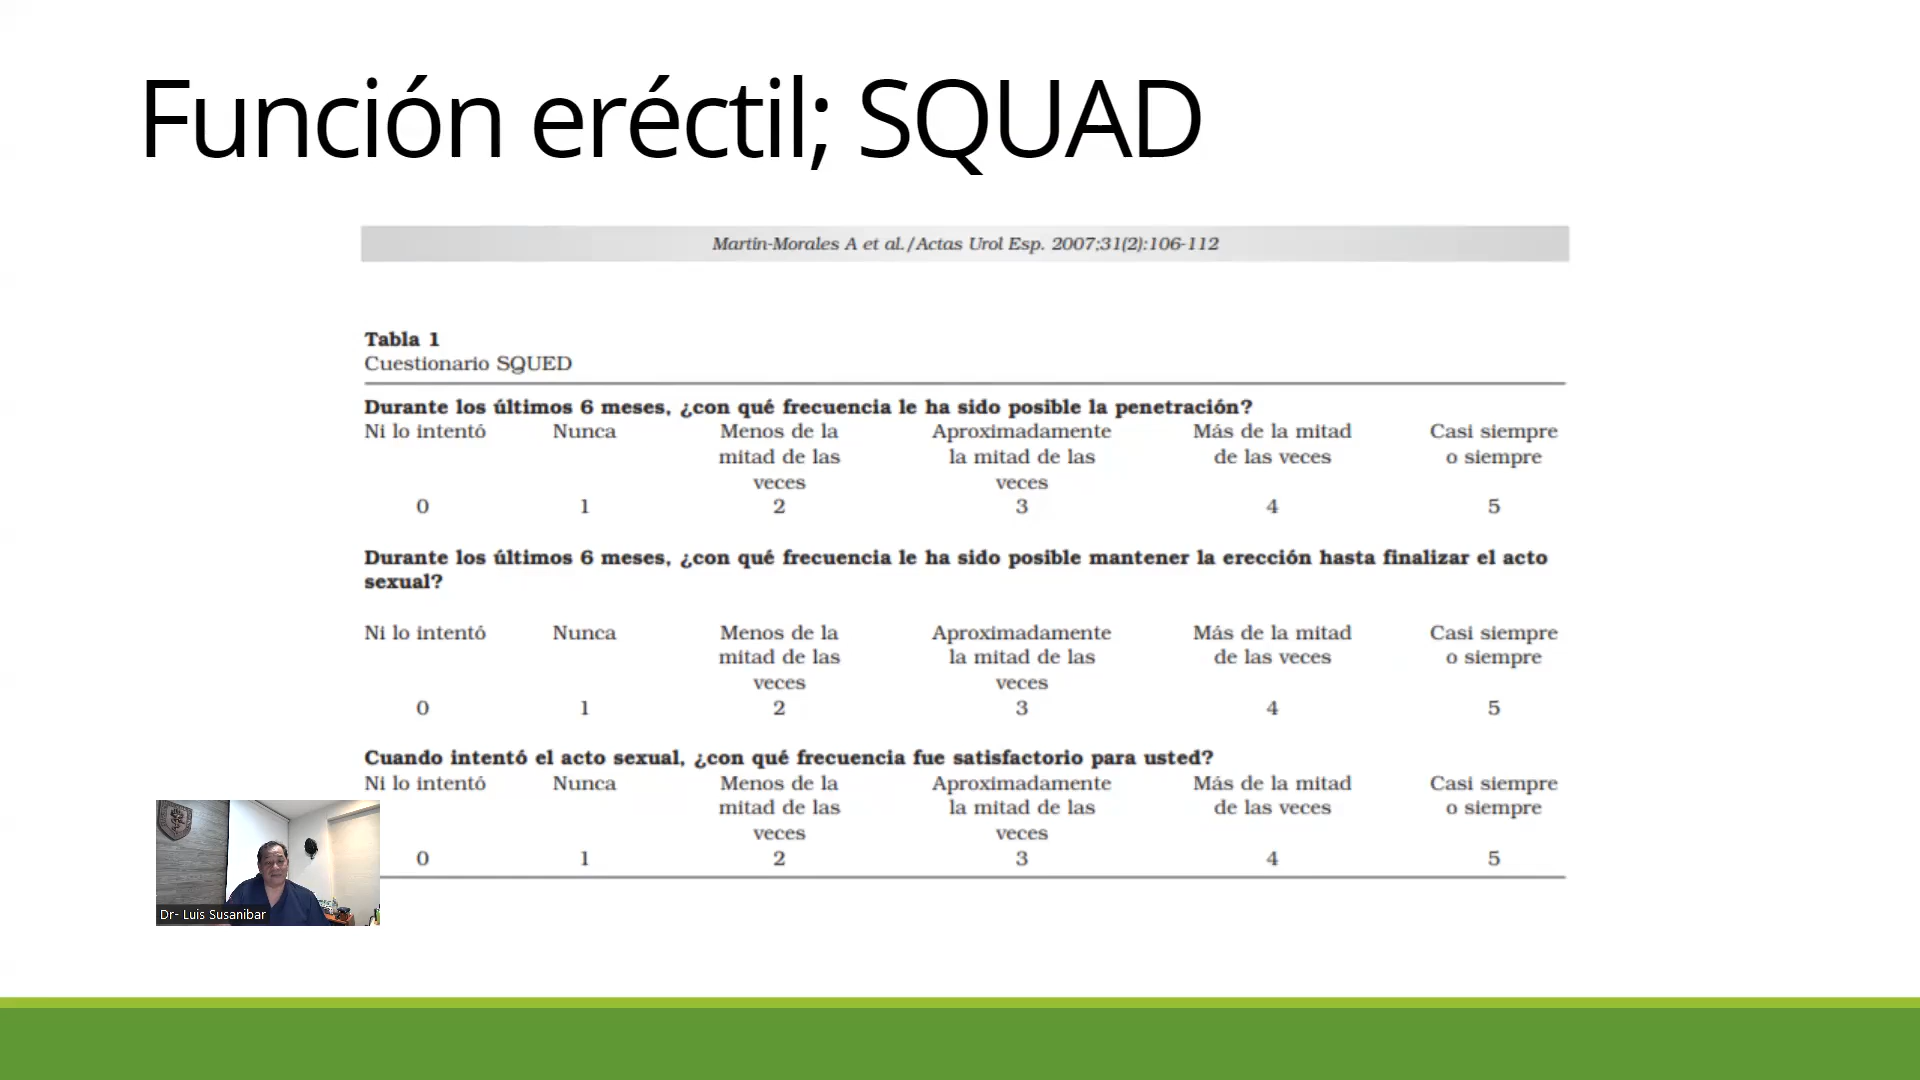 Función eréctil; SQUAD
Martín-Morales A et al./Actas Urol Esp. 2007;31(2):106-112
Tabla 1
Cuestionario SQUED
Durante los últimos 6 meses, ¿con qué frecuencia le ha sido posible la penetración?
Ni lo intentó Nunca Menos de la Aproximadamente Más de la mitad Casi siempre
mitad de las la mitad de las de las veces o siempre
veces veces
0 1 2 3 4 5
Durante los últimos 6 meses, ¿con qué frecuencia le ha sido posible mantener la erección hasta finalizar el acto
sexual?
Ni lo intentó Nunca Menos de la Aproximadamente Más de la mitad Casi siempre
mitad de las la mitad de las de las veces o siempre
veces veces
0 1 2 3 4 5
Cuando intentó el acto sexual, ¿con qué frecuencia fue satisfactorio para usted?
Ni lo intentó Nunca Menos de la Aproximadamente Más de la mitad Casi siempre
mitad de las la mitad de las de las veces o siempre
veces veces
0 1 2 3 4 5
Dr- Luis Susanibar